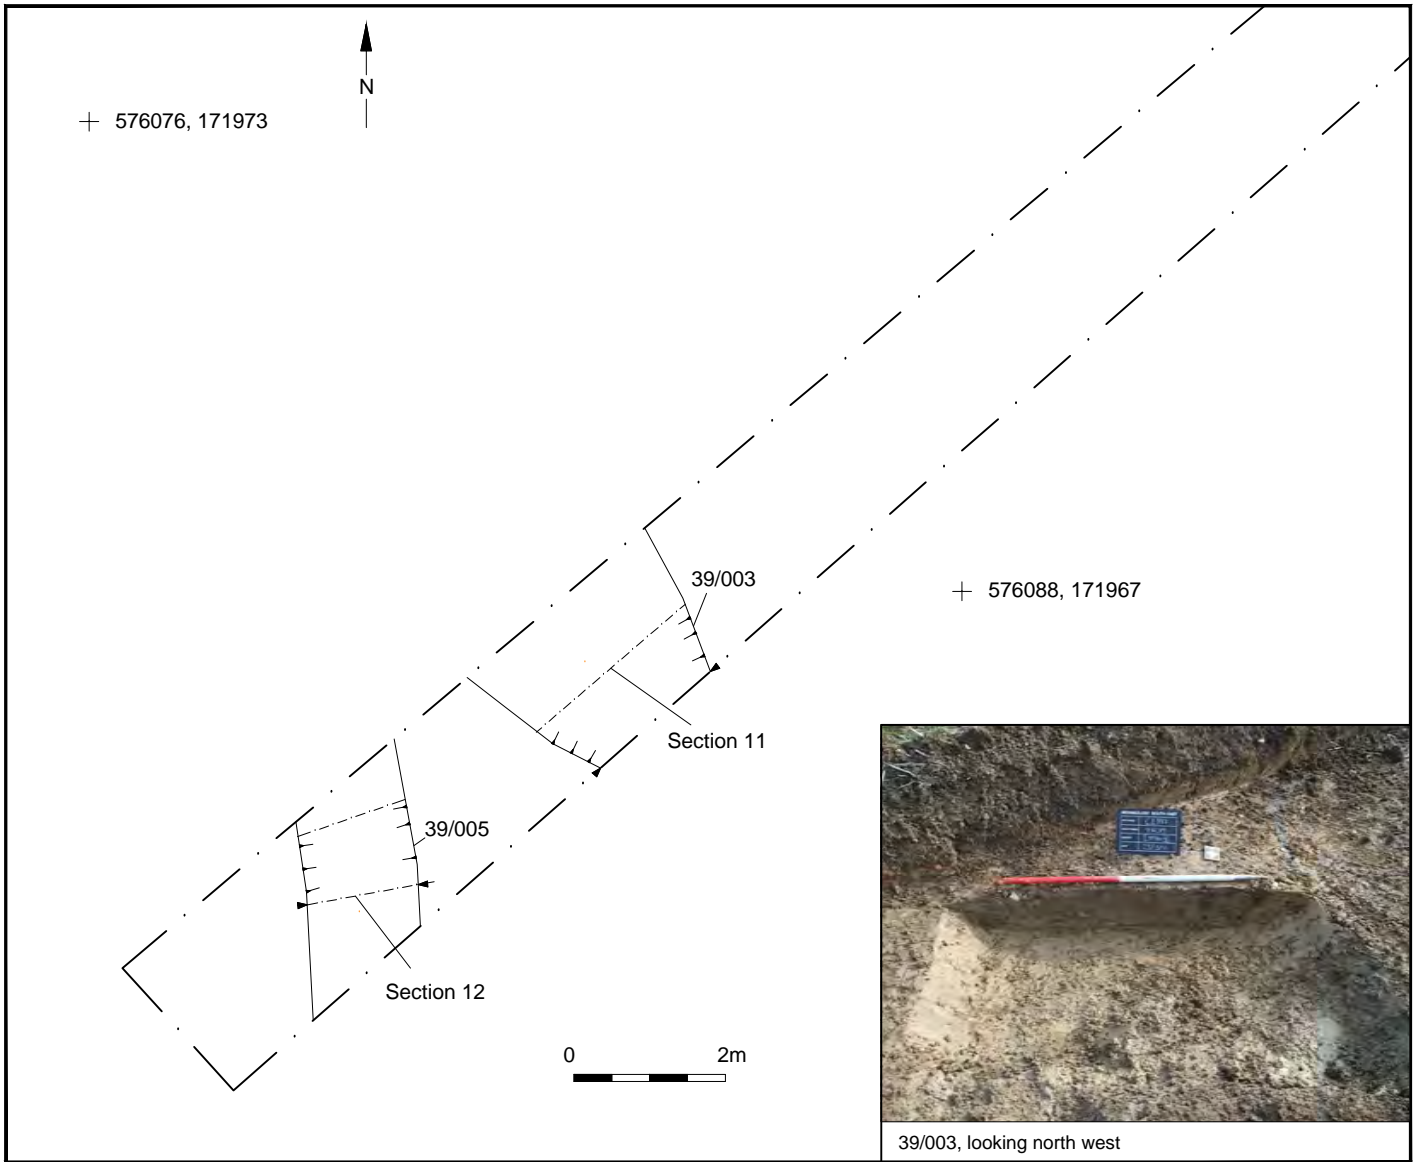 N
576076, 171973
39/003
576088, 171967
Section 11
39/005
Section 12
0 2m
39/003, looking north west